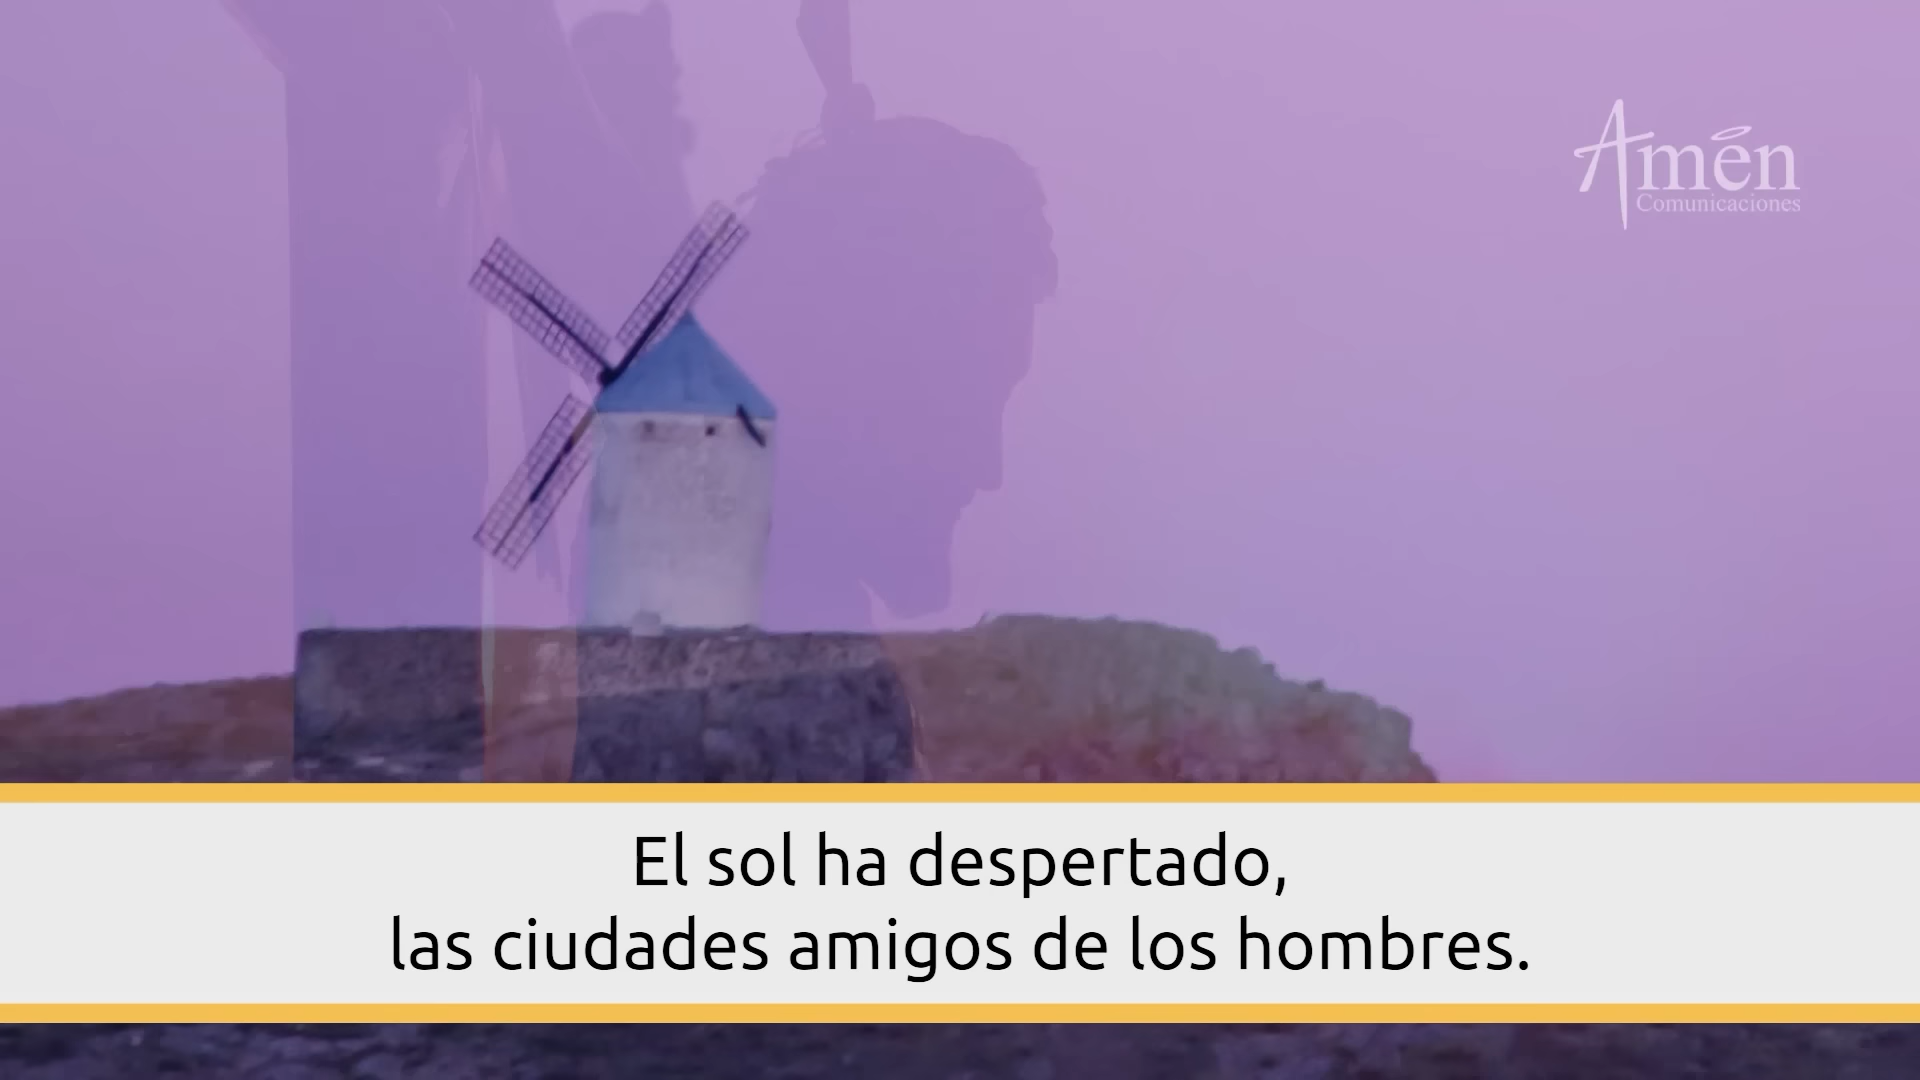 Amén
Comunicaciones
El sol ha despertado,
las ciudades amigos de los hombres.